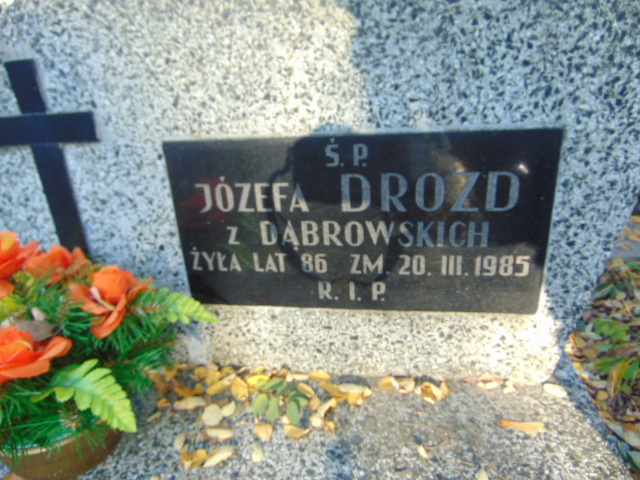 Ś. P.
JÓZEFA DROZD
Z DĄBROWSKICH
ŻYŁA LAT 86 ZM. 20. III. 1985
R. I. P.